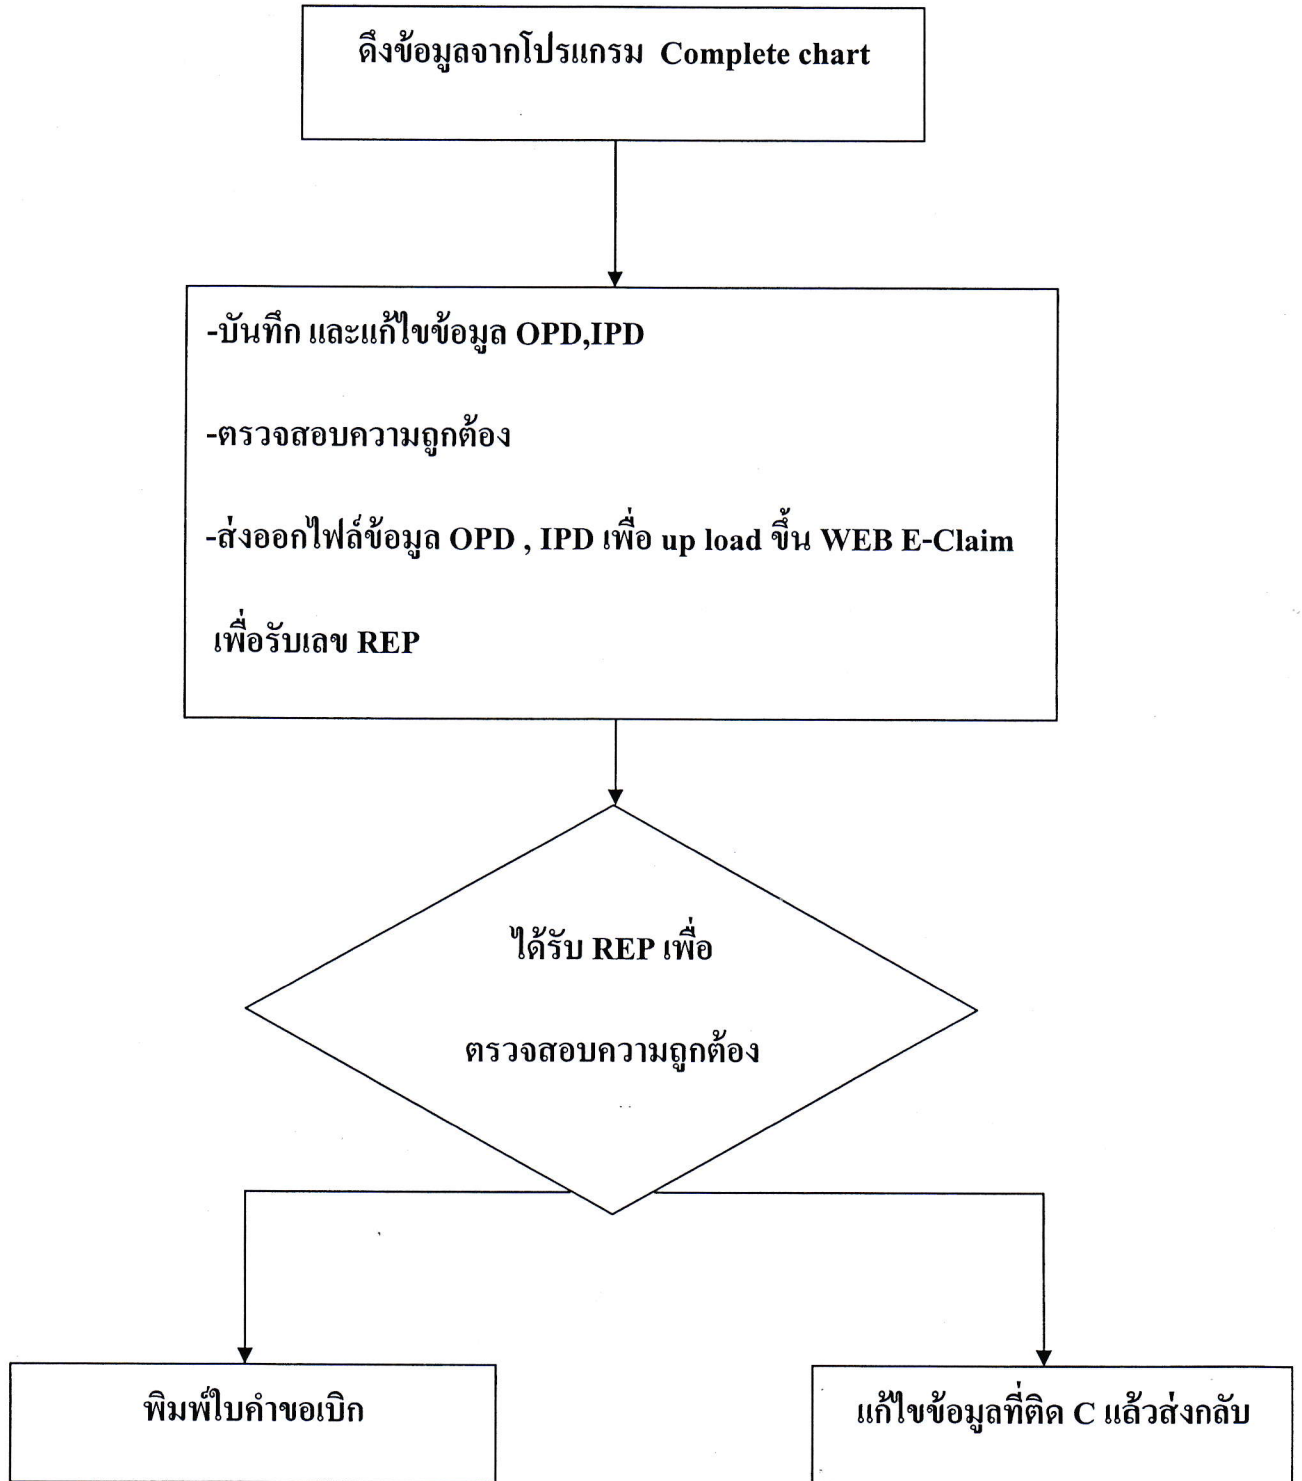 ดึงข้อมูลจากโปรแกรม Complete chart
-บันทึก และแก้ไขข้อมูล OPD,IPD
-ตรวจสอบความถูกต้อง
-ส่งออกไฟล์ข้อมูล OPD , IPD เพื่อ up load ขึ้น WEB E-Claim
เพื่อรับเลข REP
ได้รับ REP เพื่อ
ตรวจสอบความถูกต้อง
พิมพ์ใบคำขอเบิก
แก้ไขข้อมูลที่ติด C แล้วส่งกลับ